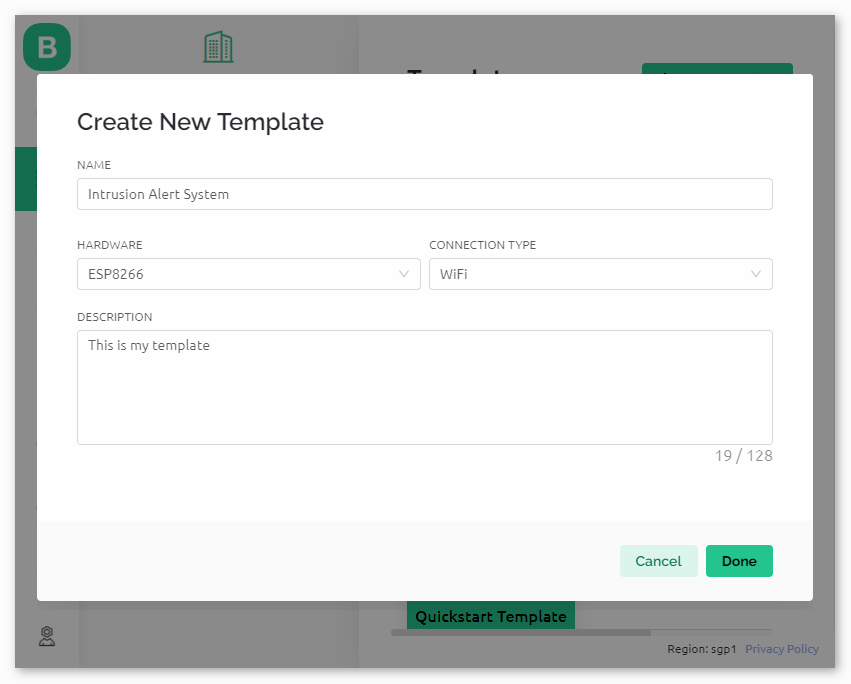 B
Create New Template
NAME
Intrusion Alert System
HARDWARE
CONNECTION TYPE
ESP8266
WiFi
DESCRIPTION
This is my template
19 / 128
Cancel
Done
Quickstart Template
Region: sgp1 Privacy Policy